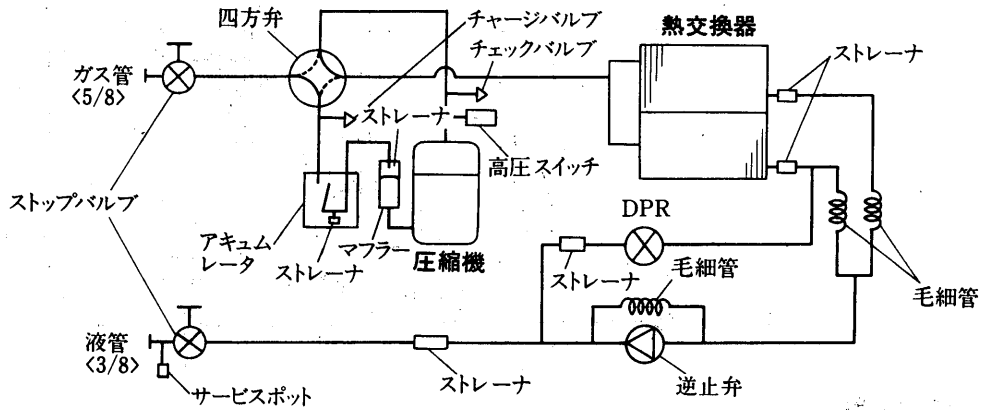 四方弁
チャージバルブ
チェックバルブ
熱交換器
ストレーナ
ガス管
<5/8>
ストレーナ
高圧スイッチ
ストップバルブ
アキュム
レータ
ストレーナ
マフラー
圧縮機
DPR
ストレーナ
毛細管
毛細管
液管
<3/8>
サービスポット
ストレーナ
逆止弁